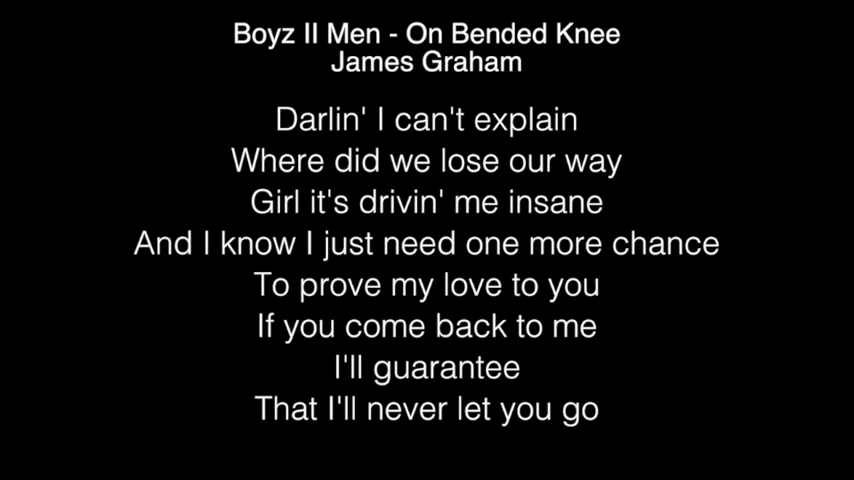 Boyz II Men - On Bended Knee
James Graham
Darlin' I can't explain
Where did we lose our way
Girl it's drivin' me insane
And I know I just need one more chance
To prove my love to you
If you come back to me
I'll guarantee
That I'll never let you go